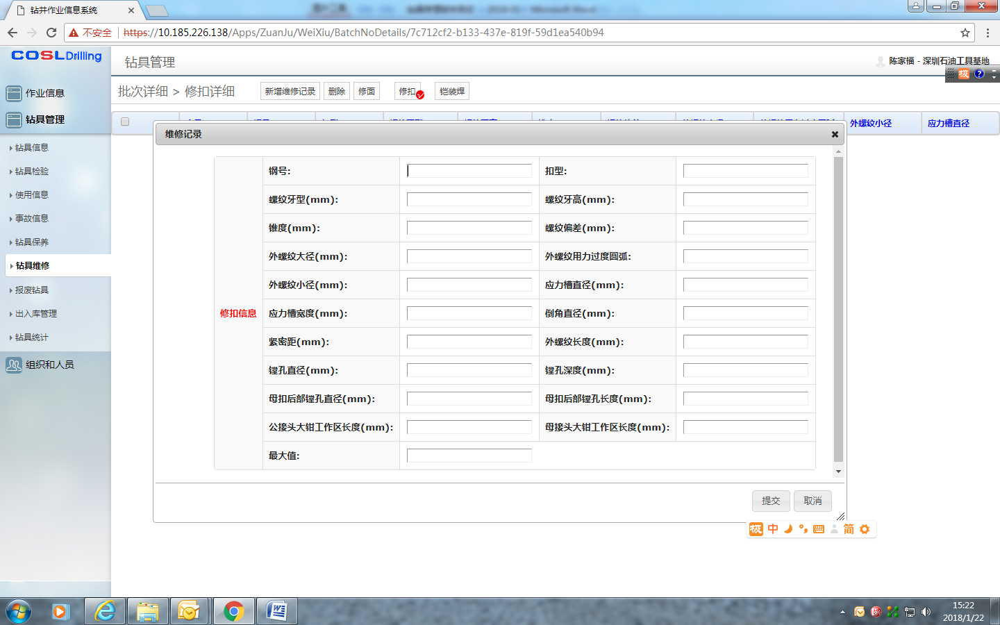 钻井作业信息系统
不安全 https://10.185.226.138/Apps/ZuanJu/WeiXiu/BatchNoDetails/7c712cf2-b133-437e-819f-59d1ea540b94
COSL Drilling
钻具管理
陈家福 - 深圳石油工具基地
极
批次详细 > 修扣详细
新增维修记录 删除 修面 修扣 铠装焊
作业信息
钻具管理
钻具信息
钻具检验
使用信息
事故信息
钻具保养
钻具维修
报废钻具
出入库管理
钻具统计
组织和人员
外螺纹小径 应力槽直径
维修记录
修扣信息
钢号: 扣型:
螺纹牙型(mm): 螺纹牙高(mm):
锥度(mm): 螺纹偏差(mm):
外螺纹大径(mm): 外螺纹用力过度圆弧:
外螺纹小径(mm): 应力槽直径(mm):
应力槽宽度(mm): 倒角直径(mm):
紧密距(mm): 外螺纹长度(mm):
镗孔直径(mm): 镗孔深度(mm):
母扣后部镗孔直径(mm): 母扣后部镗孔长度(mm):
公接头大钳工作区长度(mm): 母接头大钳工作区长度(mm):
最大值:
提交 取消
极 中 简
15:22
2018/1/22